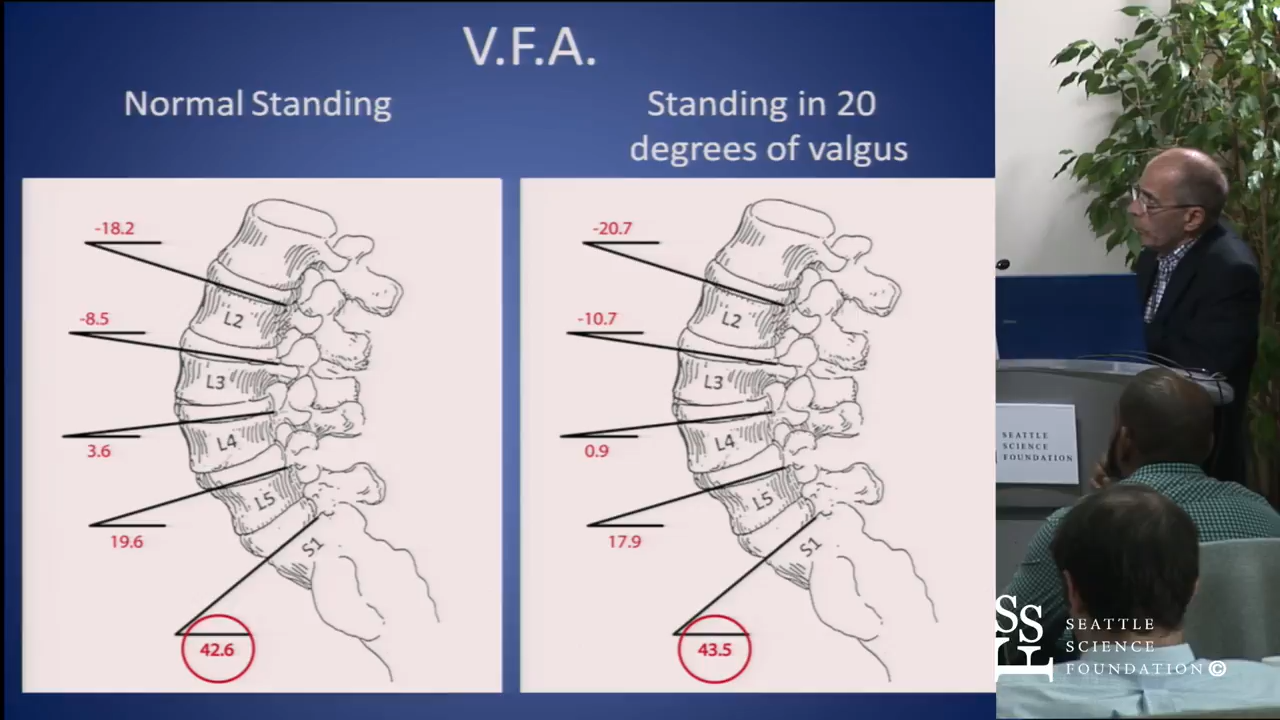 V.F.A.
Normal Standing
Standing in 20
degrees of valgus
-18.2
-8.5
3.6
19.6
42.6
L2
L3
L4
L5
S1
-20.7
-10.7
0.9
17.9
43.5
L2
L3
L4
L5
S1
SEATTLE
SCIENCE
FOUNDATION
SSF
SEATTLE
SCIENCE
FOUNDATION ©